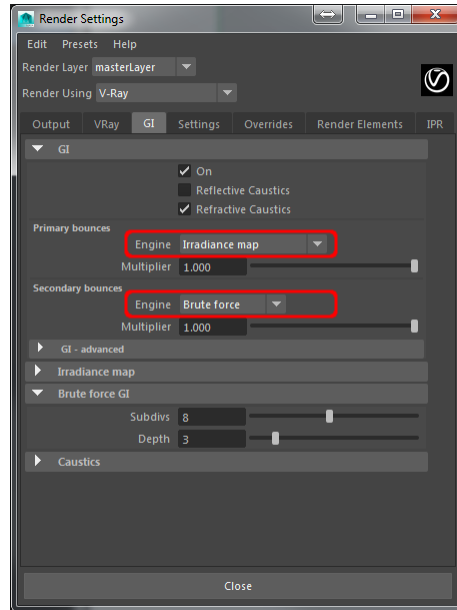 Render Settings
Edit Presets Help
Render Layer masterLayer
Render Using V-Ray
Output VRay GI Settings Overrides Render Elements IPR
GI
On
Reflective Caustics
Refractive Caustics
Primary bounces
Engine Irradiance map
Multiplier 1.000
Secondary bounces
Engine Brute force
Multiplier 1.000
GI - advanced
Irradiance map
Brute force GI
Subdivs 8
Depth 3
Caustics
Close